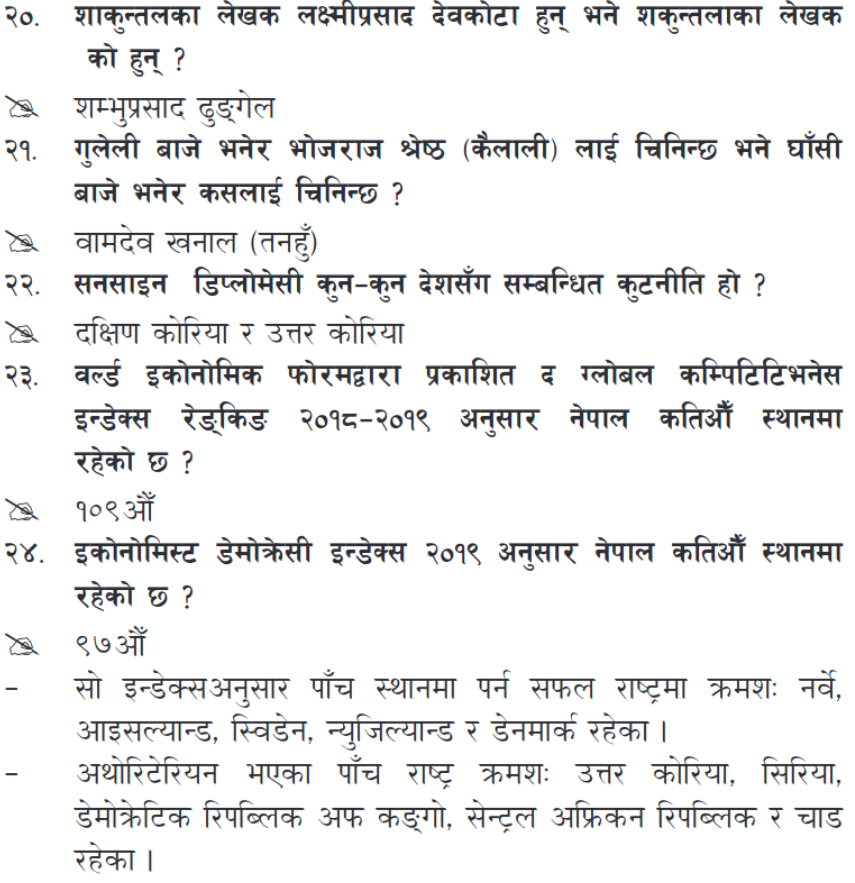 २०. शाकुन्तलका लेखक लक्ष्मीप्रसाद देवकोटा हुन् भने शकुन्तलाका लेखक
को हुन् ?
शम्भुप्रसाद ढुङ्गेल
२१. गुलेली बाजे भनेर भोजराज श्रेष्ठ (कैलाली) लाई चिनिन्छ भने घाँसी
बाजे भनेर कसलाई चिनिन्छ ?
वामदेव खनाल (तनहुँ)
२२. सनसाइन डिप्लोमेसी कुन-कुन देशसँग सम्बन्धित कुटनीति हो ?
दक्षिण कोरिया र उत्तर कोरिया
२३. वर्ल्ड इकोनोमिक फोरमद्वारा प्रकाशित द ग्लोबल कम्पिटिटिभनेस
इन्डेक्स रेङ्किङ २०१८-२०१९ अनुसार नेपाल कतिऔँ स्थानमा
रहेको छ ?
१०९औँ
२४. इकोनोमिस्ट डेमोक्रेसी इन्डेक्स २०१९ अनुसार नेपाल कतिऔँ स्थानमा
रहेको छ ?
९७औँ
- सो इन्डेक्सअनुसार पाँच स्थानमा पर्न सफल राष्ट्रमा क्रमशः नर्वे,
आइसल्यान्ड, स्विडेन, न्युजिल्यान्ड र डेनमार्क रहेका ।
- अथोरिटेरियन भएका पाँच राष्ट्र क्रमशः उत्तर कोरिया, सिरिया,
डेमोक्रेटिक रिपब्लिक अफ कङ्गो, सेन्ट्रल अफ्रिकन रिपब्लिक र चाड
रहेका ।